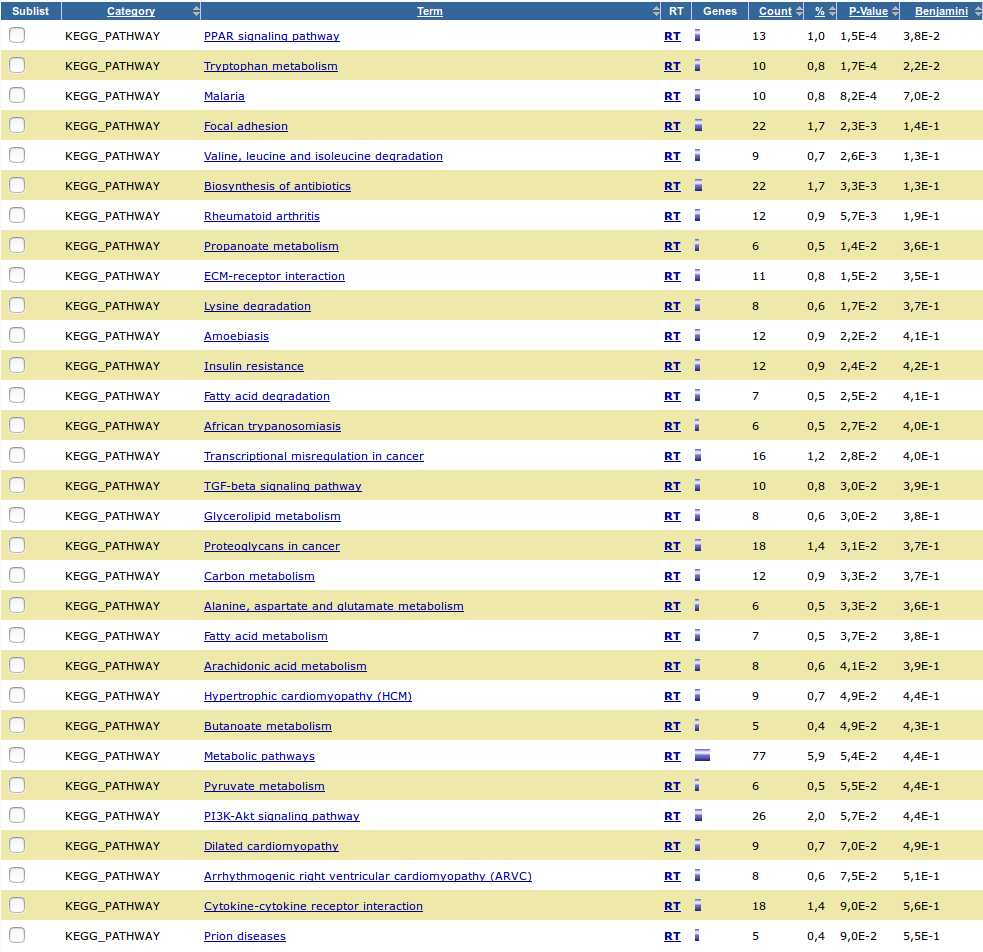 Sublist Category Term RT Genes Count % P-Value Benjamini
KEGG_PATHWAY PPAR signaling pathway RT 13 1,0 1,5E-4 3,8E-2
KEGG_PATHWAY Tryptophan metabolism RT 10 0,8 1,7E-4 2,2E-2
KEGG_PATHWAY Malaria RT 10 0,8 8,2E-4 7,0E-2
KEGG_PATHWAY Focal adhesion RT 22 1,7 2,3E-3 1,4E-1
KEGG_PATHWAY Valine, leucine and isoleucine degradation RT 9 0,7 2,6E-3 1,3E-1
KEGG_PATHWAY Biosynthesis of antibiotics RT 22 1,7 3,3E-3 1,3E-1
KEGG_PATHWAY Rheumatoid arthritis RT 12 0,9 5,7E-3 1,9E-1
KEGG_PATHWAY Propanoate metabolism RT 6 0,5 1,4E-2 3,6E-1
KEGG_PATHWAY ECM-receptor interaction RT 11 0,8 1,5E-2 3,5E-1
KEGG_PATHWAY Lysine degradation RT 8 0,6 1,7E-2 3,7E-1
KEGG_PATHWAY Amoebiasis RT 12 0,9 2,2E-2 4,1E-1
KEGG_PATHWAY Insulin resistance RT 12 0,9 2,4E-2 4,2E-1
KEGG_PATHWAY Fatty acid degradation RT 7 0,5 2,5E-2 4,1E-1
KEGG_PATHWAY African trypanosomiasis RT 6 0,5 2,7E-2 4,0E-1
KEGG_PATHWAY Transcriptional misregulation in cancer RT 16 1,2 2,8E-2 4,0E-1
KEGG_PATHWAY TGF-beta signaling pathway RT 10 0,8 3,0E-2 3,9E-1
KEGG_PATHWAY Glycerolipid metabolism RT 8 0,6 3,0E-2 3,8E-1
KEGG_PATHWAY Proteoglycans in cancer RT 18 1,4 3,1E-2 3,7E-1
KEGG_PATHWAY Carbon metabolism RT 12 0,9 3,3E-2 3,7E-1
KEGG_PATHWAY Alanine, aspartate and glutamate metabolism RT 6 0,5 3,3E-2 3,6E-1
KEGG_PATHWAY Fatty acid metabolism RT 7 0,5 3,7E-2 3,8E-1
KEGG_PATHWAY Arachidonic acid metabolism RT 8 0,6 4,1E-2 3,9E-1
KEGG_PATHWAY Hypertrophic cardiomyopathy (HCM) RT 9 0,7 4,9E-2 4,4E-1
KEGG_PATHWAY Butanoate metabolism RT 5 0,4 4,9E-2 4,3E-1
KEGG_PATHWAY Metabolic pathways RT 77 5,9 5,4E-2 4,4E-1
KEGG_PATHWAY Pyruvate metabolism RT 6 0,5 5,5E-2 4,4E-1
KEGG_PATHWAY PI3K-Akt signaling pathway RT 26 2,0 5,7E-2 4,4E-1
KEGG_PATHWAY Dilated cardiomyopathy RT 9 0,7 7,0E-2 4,9E-1
KEGG_PATHWAY Arrhythmogenic right ventricular cardiomyopathy (ARVC) RT 8 0,6 7,5E-2 5,1E-1
KEGG_PATHWAY Cytokine-cytokine receptor interaction RT 18 1,4 9,0E-2 5,6E-1
KEGG_PATHWAY Prion diseases RT 5 0,4 9,0E-2 5,5E-1